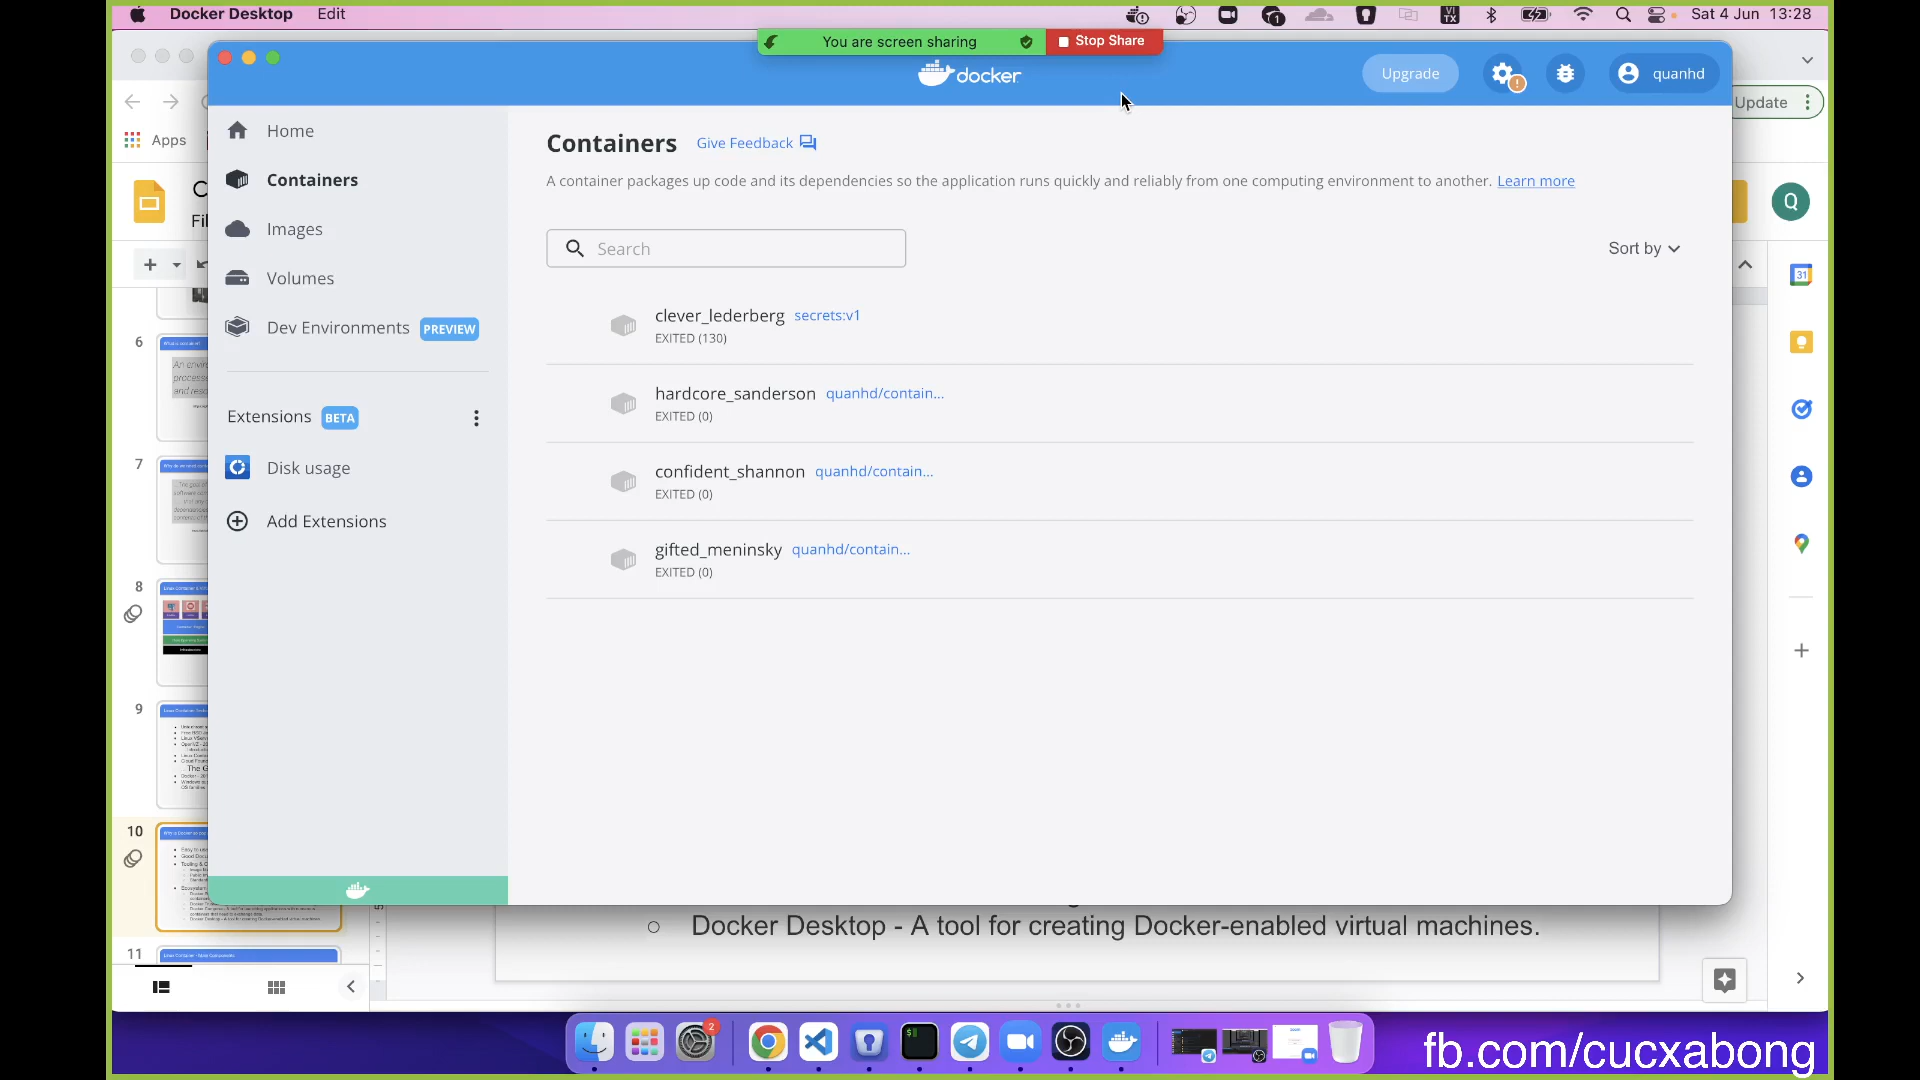 Docker Desktop Edit
VI
TX
Sat 4 Jun 13:28
You are screen sharing
Stop Share
docker
Upgrade
quanhd
Update
Apps
Home
Containers
Images
Volumes
Dev Environments PREVIEW
Extensions BETA
Disk usage
Add Extensions
Containers Give Feedback
A container packages up code and its dependencies so the application runs quickly and reliably from one computing environment to another. Learn more
Search
Sort by
clever_lederberg secrets:v1
EXITED (130)
hardcore_sanderson quanhd/contain...
EXITED (0)
confident_shannon quanhd/contain...
EXITED (0)
gifted_meninsky quanhd/contain...
EXITED (0)
Q
31
6
7
8
9
10
11
○ Docker Desktop - A tool for creating Docker-enabled virtual machines.
2
fb.com/cucxabong